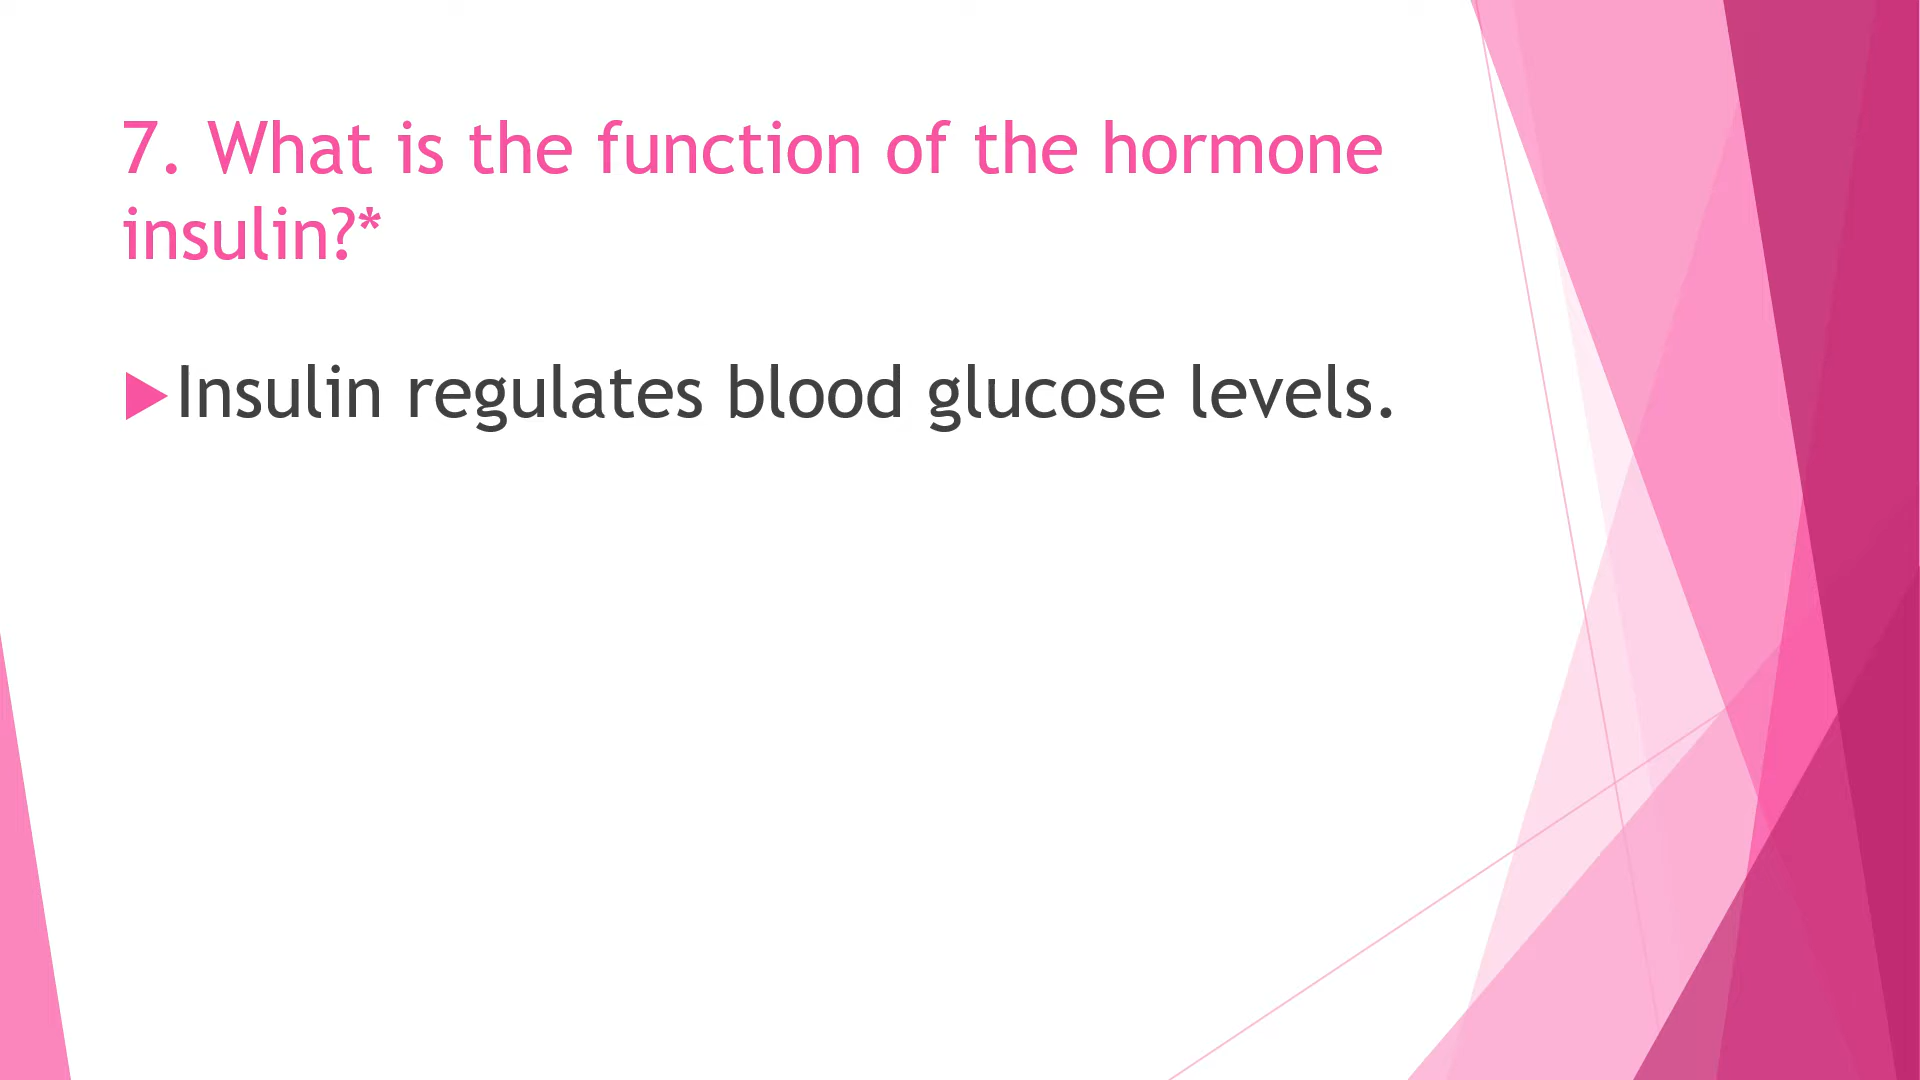 7. What is the function of the hormone
insulin?*
Insulin regulates blood glucose levels.